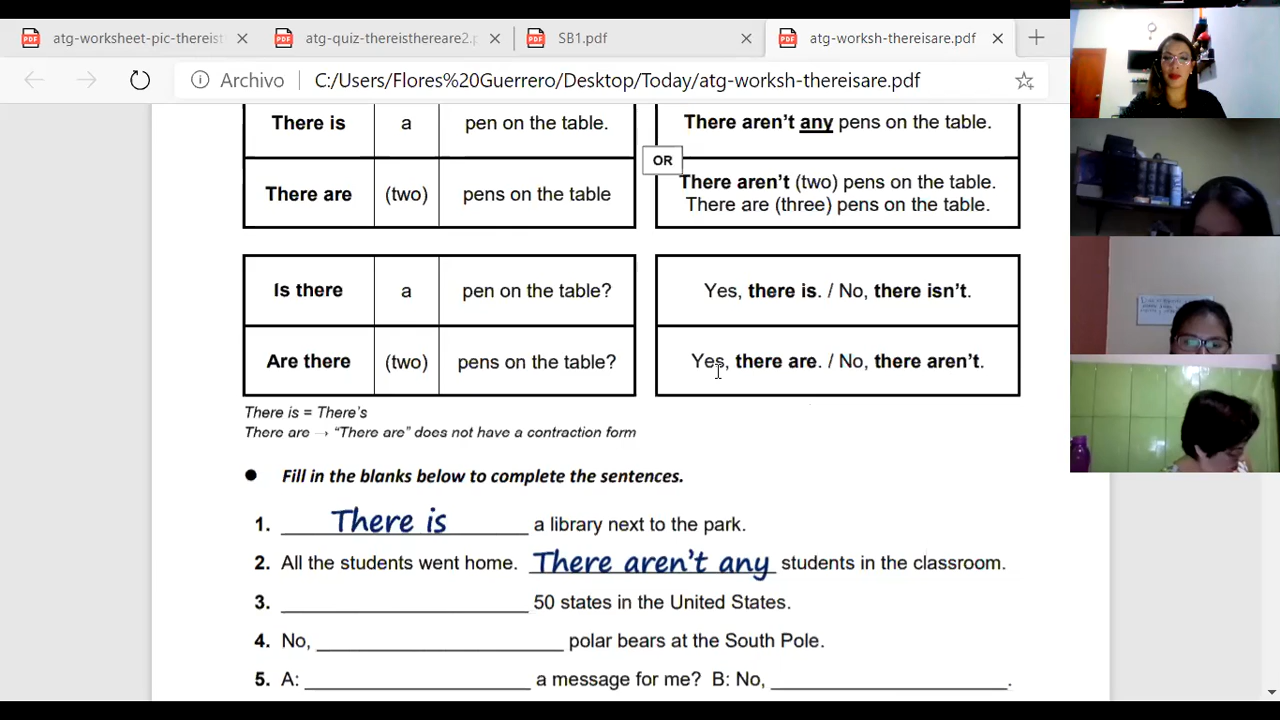 atg-worksheet-pic-thereist
atg-quiz-thereisthereare2.p
SB1.pdf
atg-worksh-thereisare.pdf
Archivo
C:/Users/Flores%20Guerrero/Desktop/Today/atg-worksh-thereisare.pdf
There is a pen on the table.
There aren't any pens on the table.
OR
There are (two) pens on the table
There aren't (two) pens on the table.
There are (three) pens on the table.
Is there a pen on the table?
Yes, there is. / No, there isn't.
Are there (two) pens on the table?
Yes, there are. / No, there aren't.
There is = There's
There are → “There are” does not have a contraction form
● Fill in the blanks below to complete the sentences.
1. There is a library next to the park.
2. All the students went home. There aren't any students in the classroom.
3. ____________________ 50 states in the United States.
4. No, ____________________ polar bears at the South Pole.
5. A: ____________________ a message for me? B: No, ____________________.